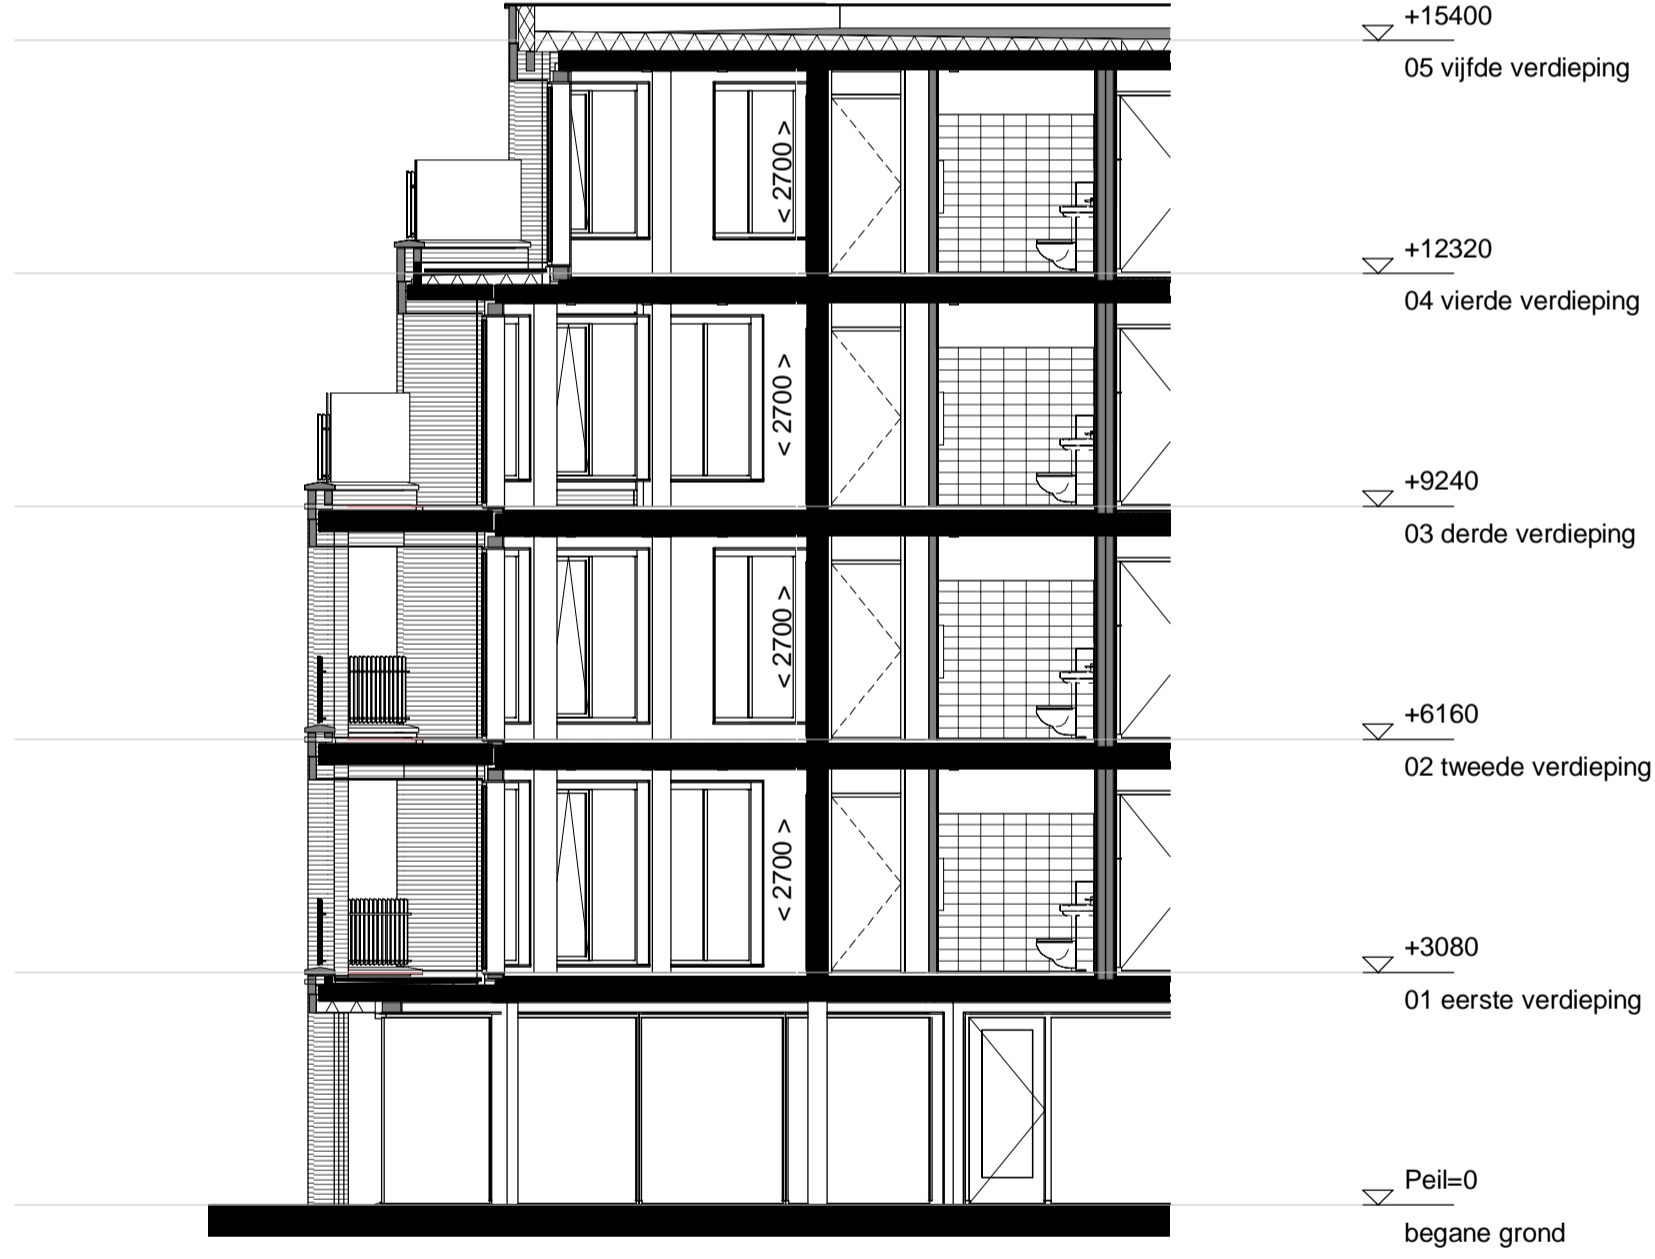 +15400
05 vijfde verdieping
< 2700 >
+12320
04 vierde verdieping
< 2700 >
+9240
03 derde verdieping
< 2700 >
+6160
02 tweede verdieping
< 2700 >
+3080
01 eerste verdieping
Peil=0
begane grond